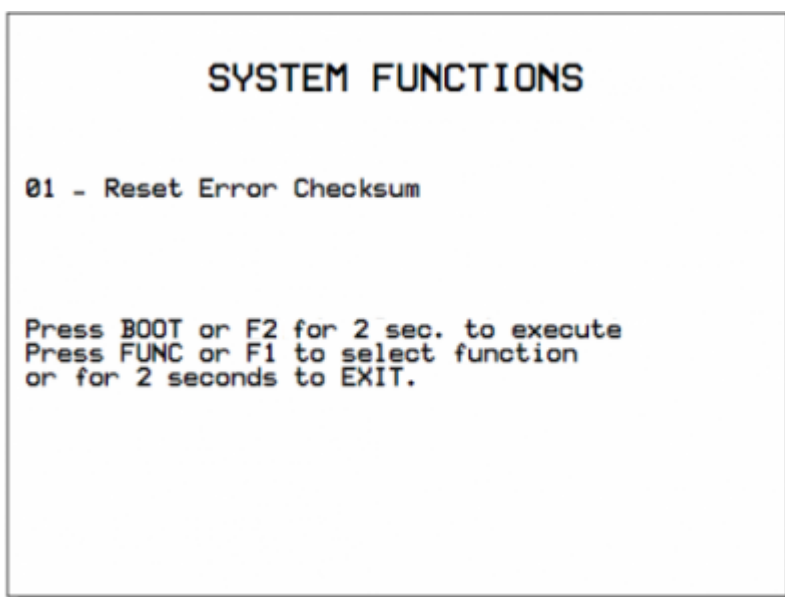 SYSTEM FUNCTIONS
01 - Reset Error Checksum
Press BOOT or F2 for 2 sec. to execute
Press FUNC or F1 to select function
or for 2 seconds to EXIT.